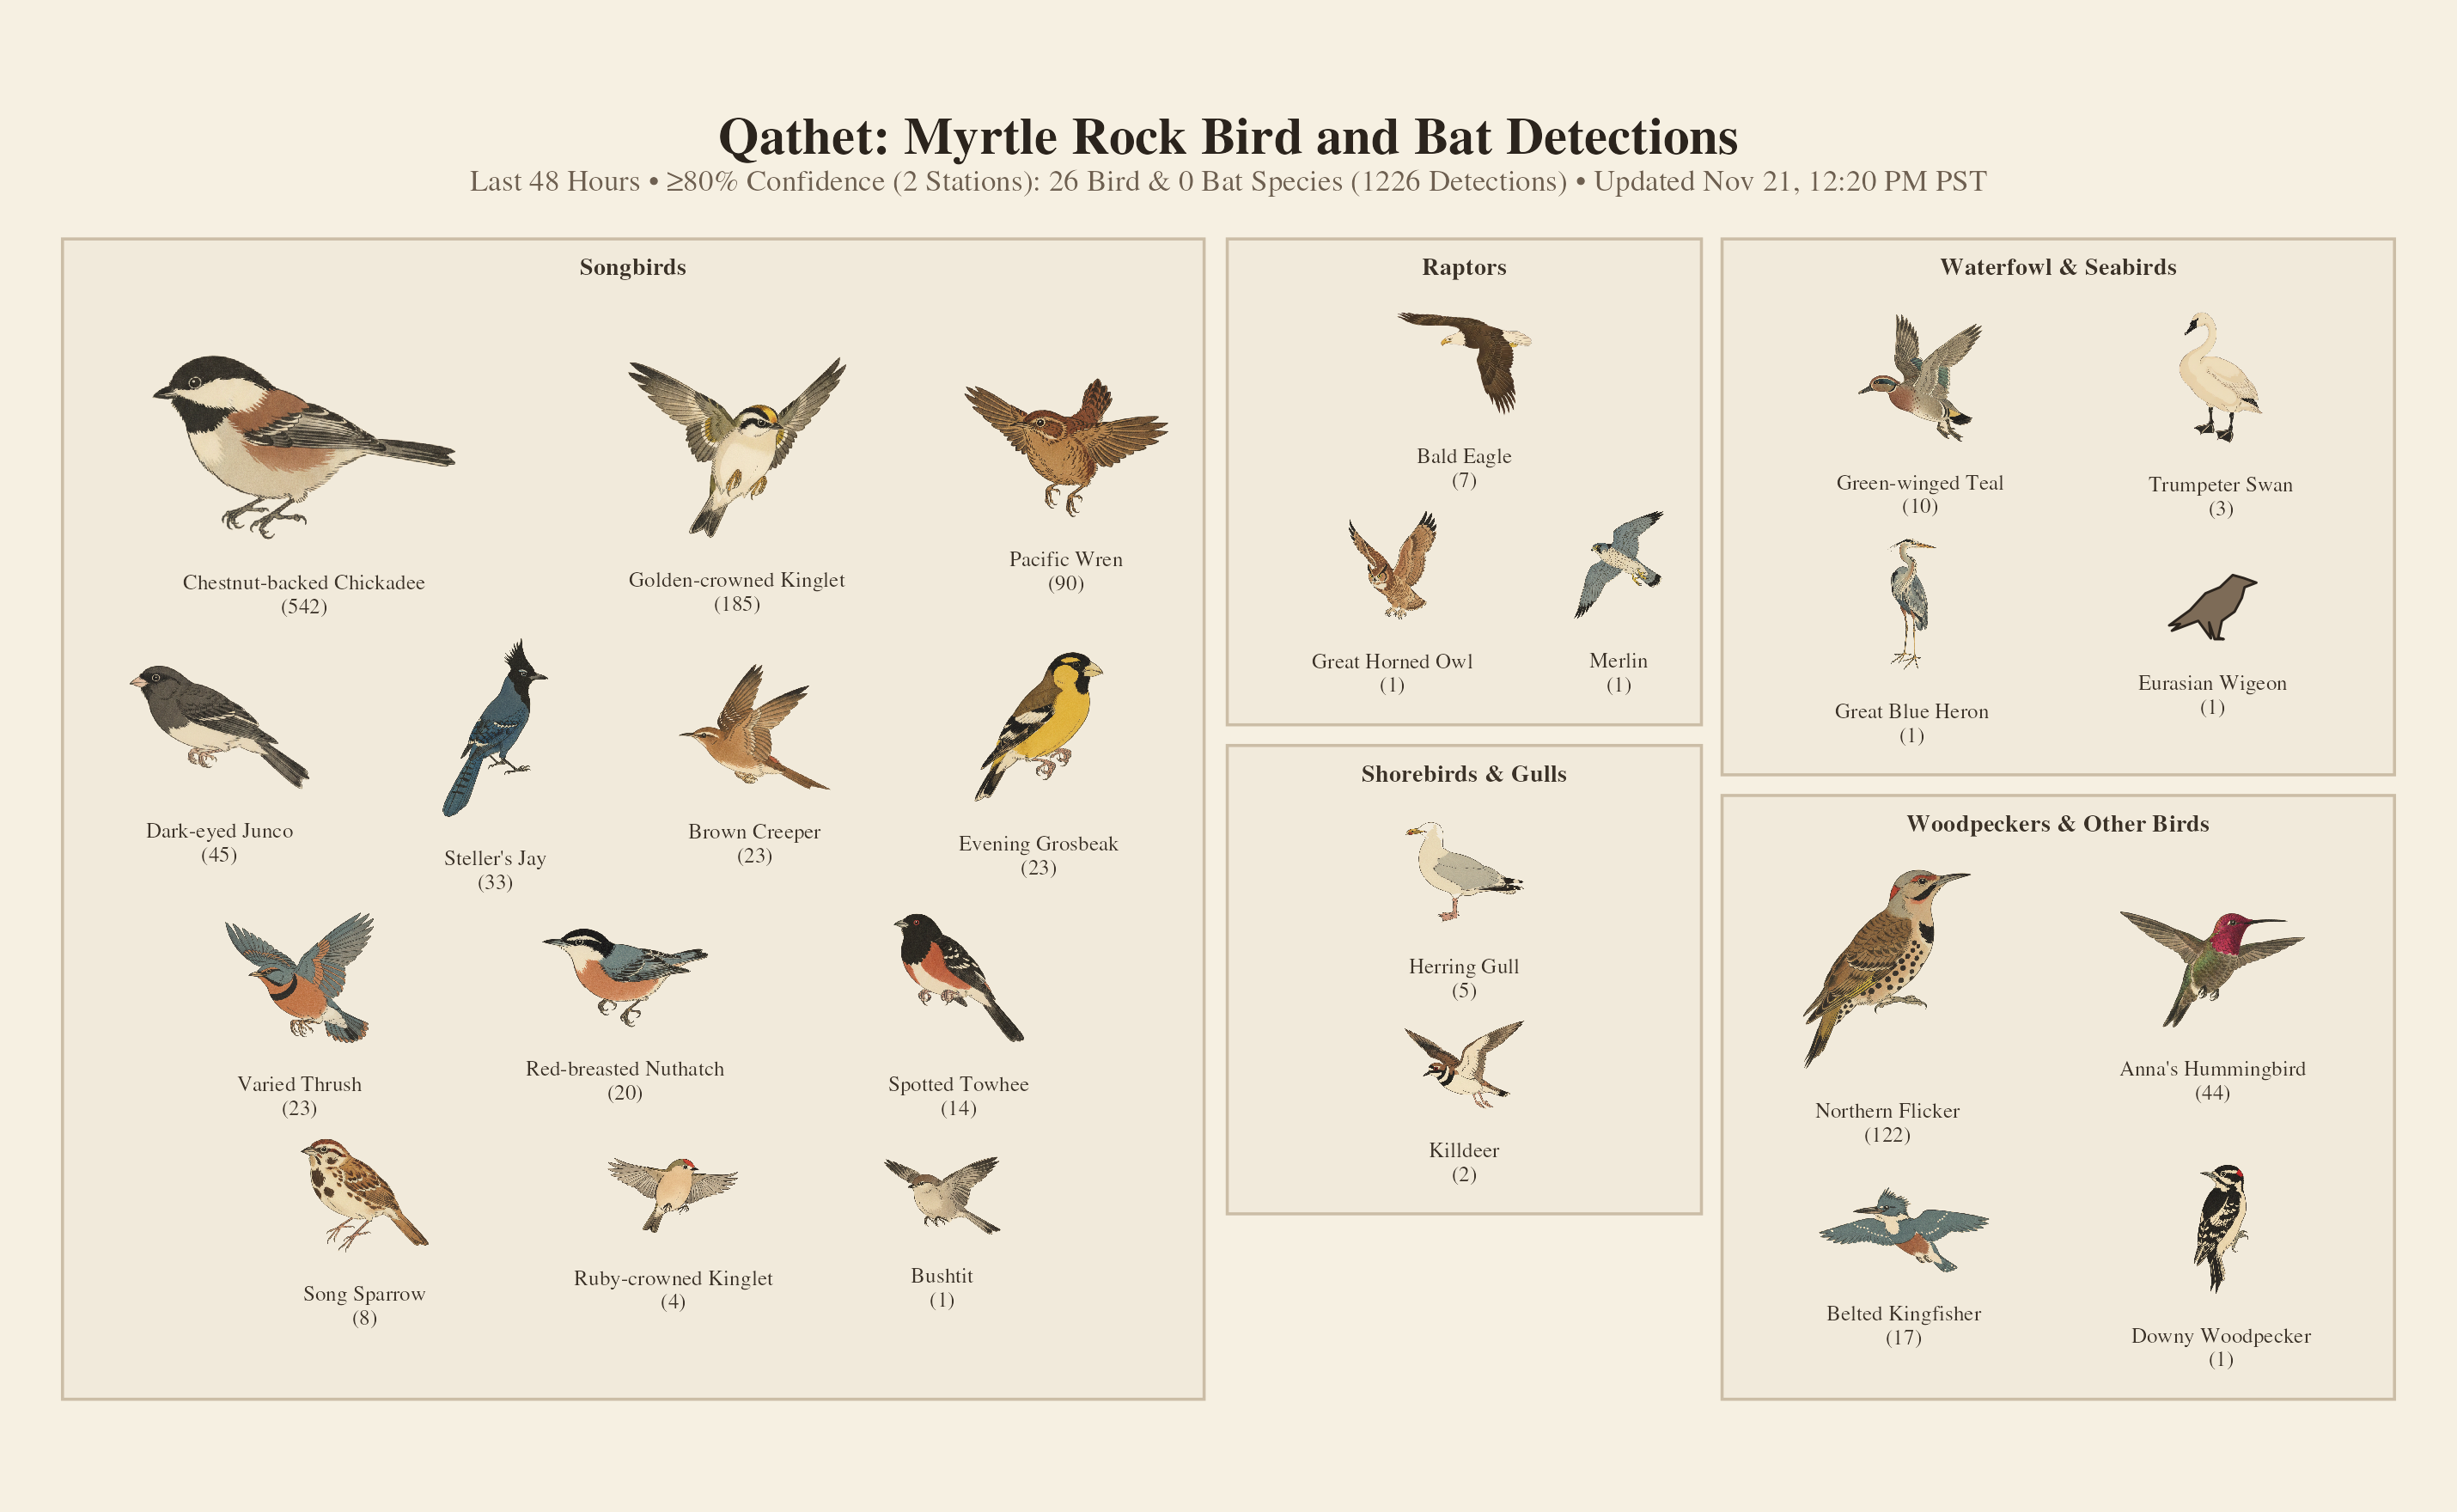 Qathet: Myrtle Rock Bird and Bat Detections
Last 48 Hours • ≥80% Confidence (2 Stations): 26 Bird & 0 Bat Species (1226 Detections) • Updated Nov 21, 12:20 PM PST
Songbirds
Chestnut-backed Chickadee
(542)
Golden-crowned Kinglet
(185)
Pacific Wren
(90)
Dark-eyed Junco
(45)
Steller's Jay
(33)
Brown Creeper
(23)
Evening Grosbeak
(23)
Varied Thrush
(23)
Red-breasted Nuthatch
(20)
Spotted Towhee
(14)
Song Sparrow
(8)
Ruby-crowned Kinglet
(4)
Bushtit
(1)
Raptors
Bald Eagle
(7)
Great Horned Owl
(1)
Merlin
(1)
Shorebirds & Gulls
Herring Gull
(5)
Killdeer
(2)
Waterfowl & Seabirds
Green-winged Teal
(10)
Trumpeter Swan
(3)
Great Blue Heron
(1)
Eurasian Wigeon
(1)
Woodpeckers & Other Birds
Northern Flicker
(122)
Anna's Hummingbird
(44)
Belted Kingfisher
(17)
Downy Woodpecker
(1)